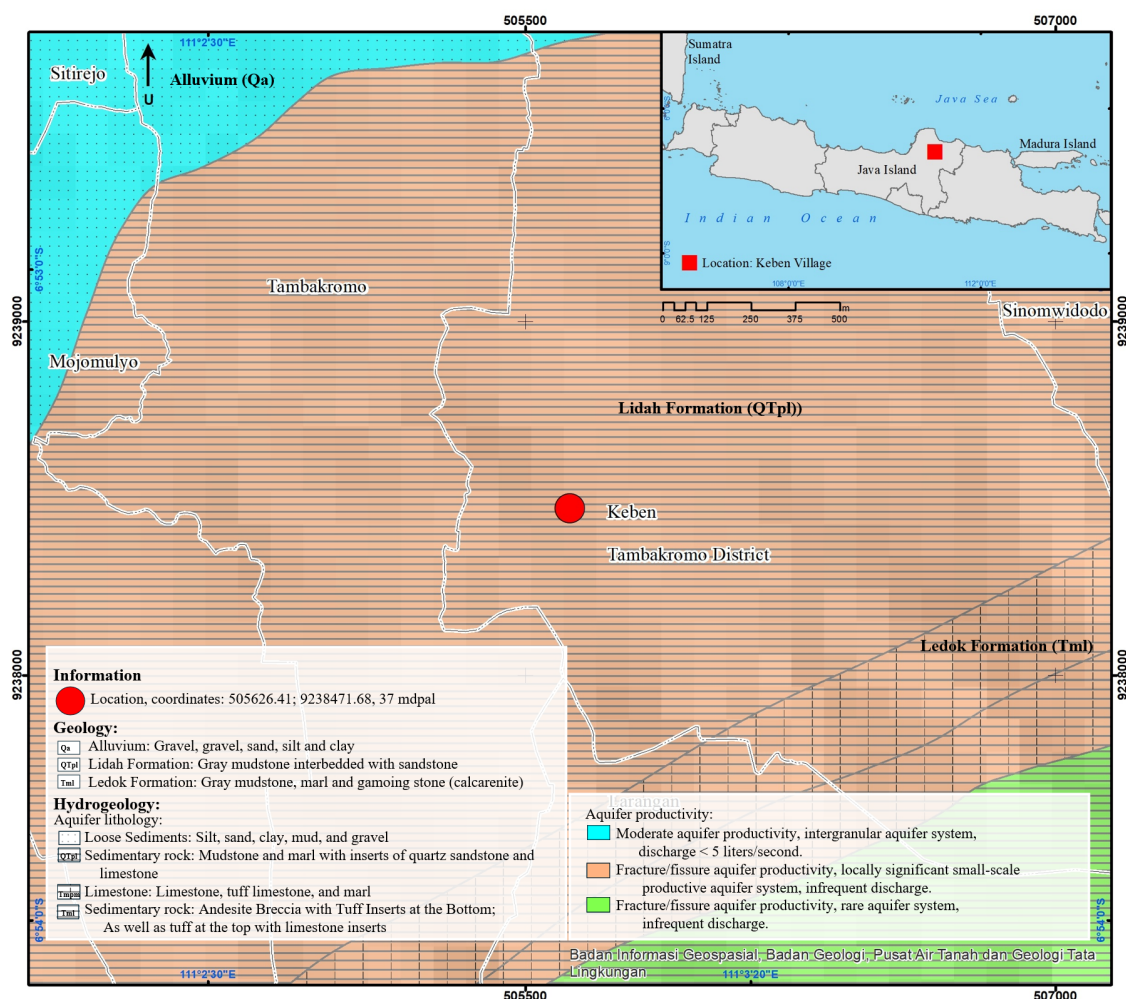 505500
507000
111°2'30"E
Sitirejo
U
Alluvium (Qa)
Sumatra
Island
6°0'0"S
Java Sea
Madura Island
Java Island
Indian Ocean
9°0'0"S
Location: Keben Village
108°0'0"E
112°0'0"E
6°53'0"S
Tambakromo
0 62.5 125 250 375 500
m
Sinomwidodo
9239000
9239000
Mojomulyo
Lidah Formation (QTpl))
Keben
Tambakromo District
Ledok Formation (Tml)
9238000
9238000
Information
Location, coordinates: 505626.41; 9238471.68, 37 mdpal
Geology:
Qa Alluvium: Gravel, gravel, sand, silt and clay
QTpl Lidah Formation: Gray mudstone interbedded with sandstone
Tml Ledok Formation: Gray mudstone, marl and gamoing stone (calcarenite)
Hydrogeology:
Aquifer lithology:
Loose Sediments: Silt, sand, clay, mud, and gravel
QTpl Sedimentary rock: Mudstone and marl with inserts of quartz sandstone and
limestone
Tmpm Limestone: Limestone, tuff limestone, and marl
Tml Sedimentary rock: Andesite Breccia with Tuff Inserts at the Bottom;
As well as tuff at the top with limestone inserts
Larangan
Aquifer productivity:
Moderate aquifer productivity, intergranular aquifer system,
discharge < 5 liters/second.
Fracture/fissure aquifer productivity, locally significant small-scale
productive aquifer system, infrequent discharge.
Fracture/fissure aquifer productivity, rare aquifer system,
infrequent discharge.
6°54'0"S
6°54'0"S
Badan Informasi Geospasial, Badan Geologi, Pusat Air Tanah dan Geologi Tata
Lingkungan
111°2'30"E
111°3'20"E
505500
507000